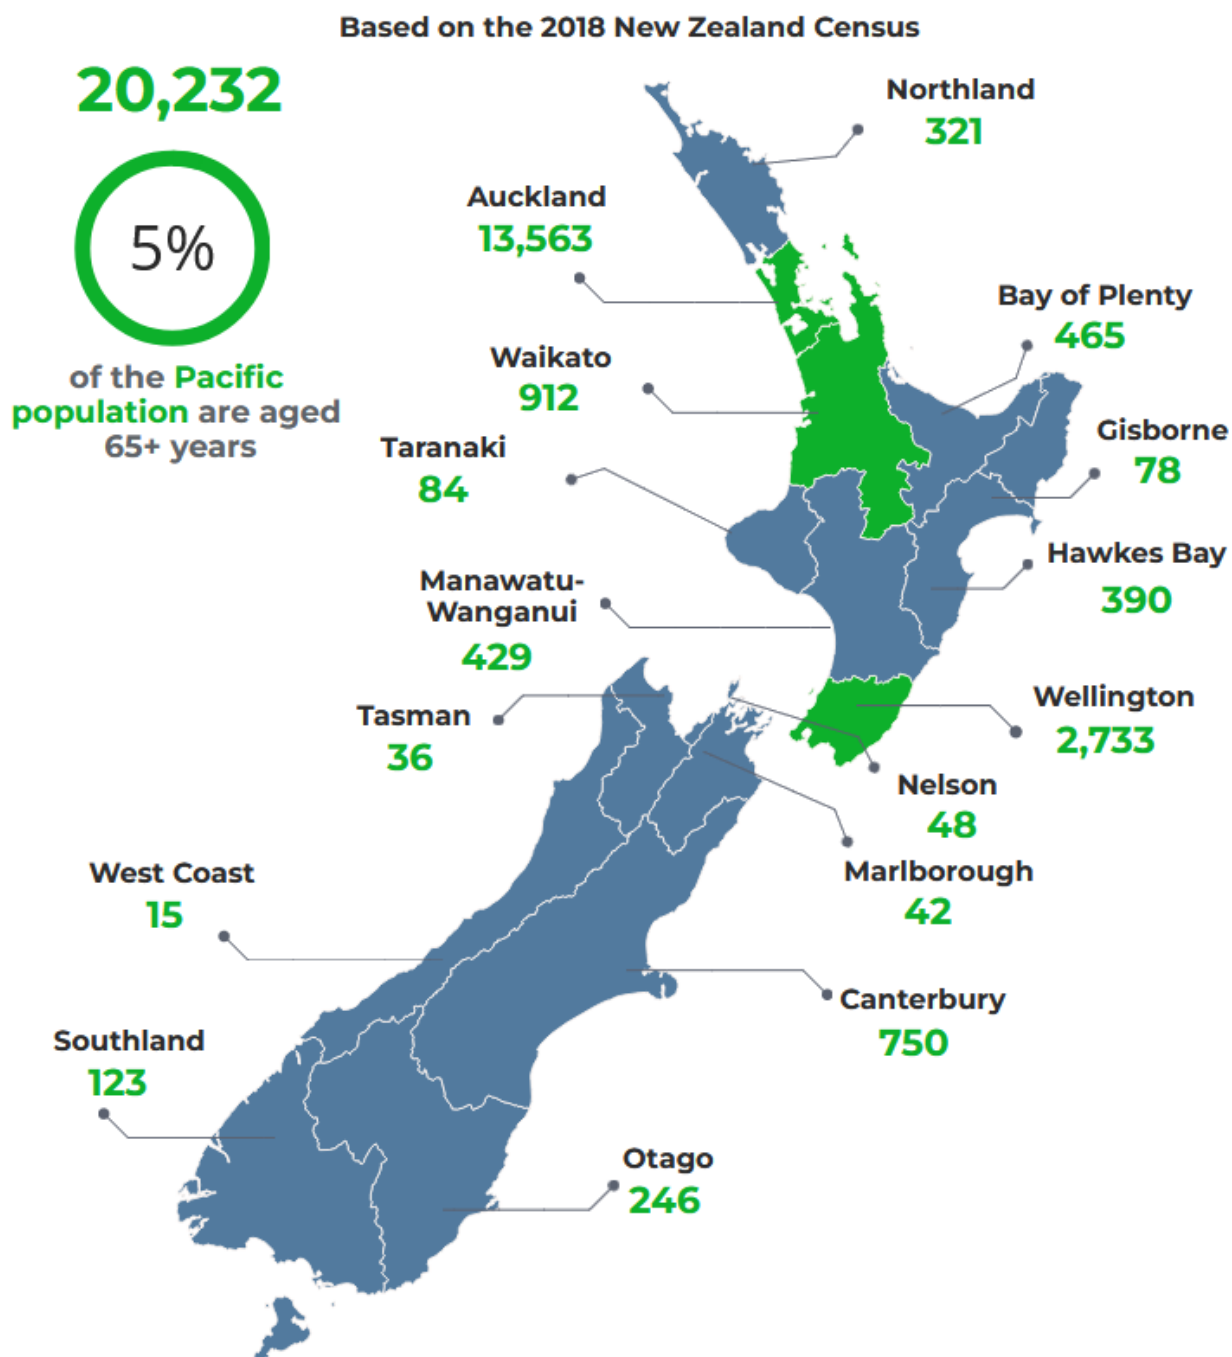 Based on the 2018 New Zealand Census
20,232
5%
of the Pacific
population are aged
65+ years
Northland
321
Auckland
13,563
Bay of Plenty
465
Waikato
912
Gisborne
78
Taranaki
84
Hawkes Bay
390
Manawatu-
Wanganui
429
Wellington
2,733
Tasman
36
Nelson
48
Marlborough
42
West Coast
15
Canterbury
750
Southland
123
Otago
246